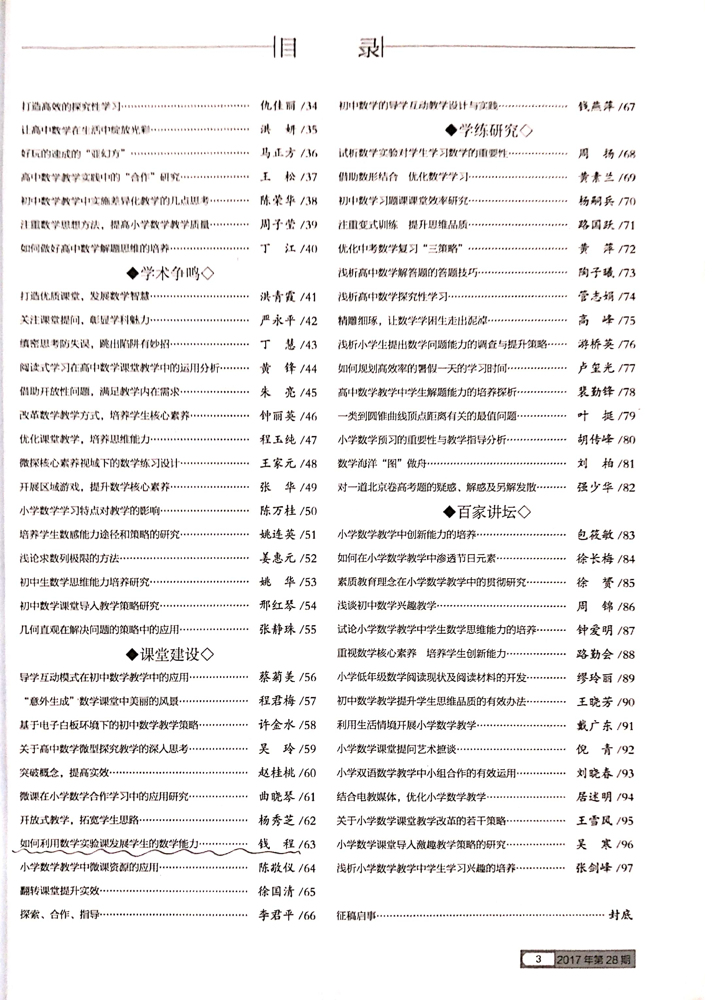 目 录
打造高效的探究性学习…………………………………… 仇佳丽 /34
让高中数学在生活中绽放光彩…………………………… 洪 妍 /35
好玩的速成的“亚幻方” ………………………………… 马正方 /36
高中数学教学实践中的“合作”研究…………………… 王 松 /37
初中数学教学中实施差异化教学的几点思考………… 陈荣华 /38
注重数学思想方法，提高小学数学教学质量………… 周子莹 /39
如何做好高中数学解题思维的培养…………………… 丁 江 /40
◆学术争鸣◇
打造优质课堂，发展数学智慧………………………… 洪青霞 /41
关注课堂提问，彰显学科魅力………………………… 严永平 /42
缜密思考防失误，跳出陷阱有妙招…………………… 丁 慧 /43
阅读式学习在高中数学课堂教学中的运用分析……… 黄 锋 /44
借助开放性问题，满足教学内在需求………………… 朱 亮 /45
改革数学教学方式，培养学生核心素养……………… 钟丽英 /46
优化课堂教学，培养思维能力………………………… 程玉纯 /47
微探核心素养视域下的数学练习设计………………… 王家元 /48
开展区域游戏，提升数学核心素养…………………… 张 华 /49
小学数学学习特点对教学的影响……………………… 陈万桂 /50
培养学生数感能力途径和策略的研究………………… 姚连英 /51
浅论求数列极限的方法………………………………… 姜惠元 /52
初中生数学思维能力培养研究………………………… 姚 华 /53
初中数学课堂导入教学策略研究……………………… 邢红琴 /54
几何直观在解决问题的策略中的应用………………… 张静珠 /55
◆课堂建设◇
导学互动模式在初中数学教学中的应用……………… 蔡菊美 /56
“意外生成”数学课堂中美丽的风景………………… 程君梅 /57
基于电子白板环境下的初中数学教学策略…………… 许金水 /58
关于高中数学微型探究教学的深入思考……………… 吴 玲 /59
突破概念，提高实效…………………………………… 赵桂桃 /60
微课在小学数学合作学习中的应用研究……………… 曲晓琴 /61
开放式教学，拓宽学生思路…………………………… 杨秀芝 /62
如何利用数学实验课发展学生的数学能力…………… 钱 程 /63
小学数学教学中微课资源的应用……………………… 陈敬仪 /64
翻转课堂提升实效……………………………………… 徐国清 /65
探索、合作、指导……………………………………… 李君平 /66
初中数学的导学互动教学设计与实践………………… 钱燕萍 /67
◆学练研究◇
试析数学实验对学生学习数学的重要性……………… 周 扬 /68
借助数形结合 优化数学学习………………………… 黄素兰 /69
初中数学习题课课堂效率研究………………………… 杨嗣兵 /70
注重变式训练 提升思维品质………………………… 路国跃 /71
优化中考数学复习“三策略” ………………………… 黄 萍 /72
浅析高中数学解答题的答题技巧……………………… 陶子曦 /73
浅析高中数学探究性学习……………………………… 管志娟 /74
精雕细琢，让数学学困生走出泥淖…………………… 高 峰 /75
浅析小学生提出数学问题能力的调查与提升策略…… 游桥英 /76
如何规划高效率的暑假一天的学习时间……………… 卢玺光 /77
高中数学教学中学生解题能力的培养探析…………… 裴勤锋 /78
一类到圆锥曲线顶点距离有关的最值问题…………… 叶 挺 /79
小学数学预习的重要性与教学指导分析……………… 胡传峰 /80
数学海洋“图”做舟…………………………………… 刘 柏 /81
对一道北京卷高考题的疑惑、解惑及另解发散……… 强少华 /82
◆百家讲坛◇
小学数学教学中创新能力的培养……………………… 包筱敏 /83
如何在小学数学教学中渗透节日元素………………… 徐长梅 /84
素质教育理念在小学数学教学中的贯彻研究………… 徐 赟 /85
浅谈初中数学兴趣教学………………………………… 周 锦 /86
试论小学数学教学中学生数学思维能力的培养……… 钟爱明 /87
重视数学核心素养 培养学生创新能力……………… 路勤会 /88
小学低年级数学阅读现状及阅读材料的开发………… 缪玲丽 /89
初中数学教学提升学生思维品质的有效办法………… 王晓芳 /90
利用生活情境开展小学数学教学……………………… 戴广东 /91
小学数学课堂提问艺术摭谈…………………………… 倪 青 /92
小学双语数学教学中小组合作的有效运用…………… 刘晓春 /93
结合电教媒体，优化小学数学教学…………………… 居述明 /94
关于小学数学课堂教学改革的若干策略……………… 王雪凤 /95
小学数学课堂导入激趣教学策略的研究……………… 吴 寒 /96
浅析小学数学教学中学生学习兴趣的培养…………… 张剑峰 /97
征稿启事…………………………………………………………… 封底
3 2017年第28期